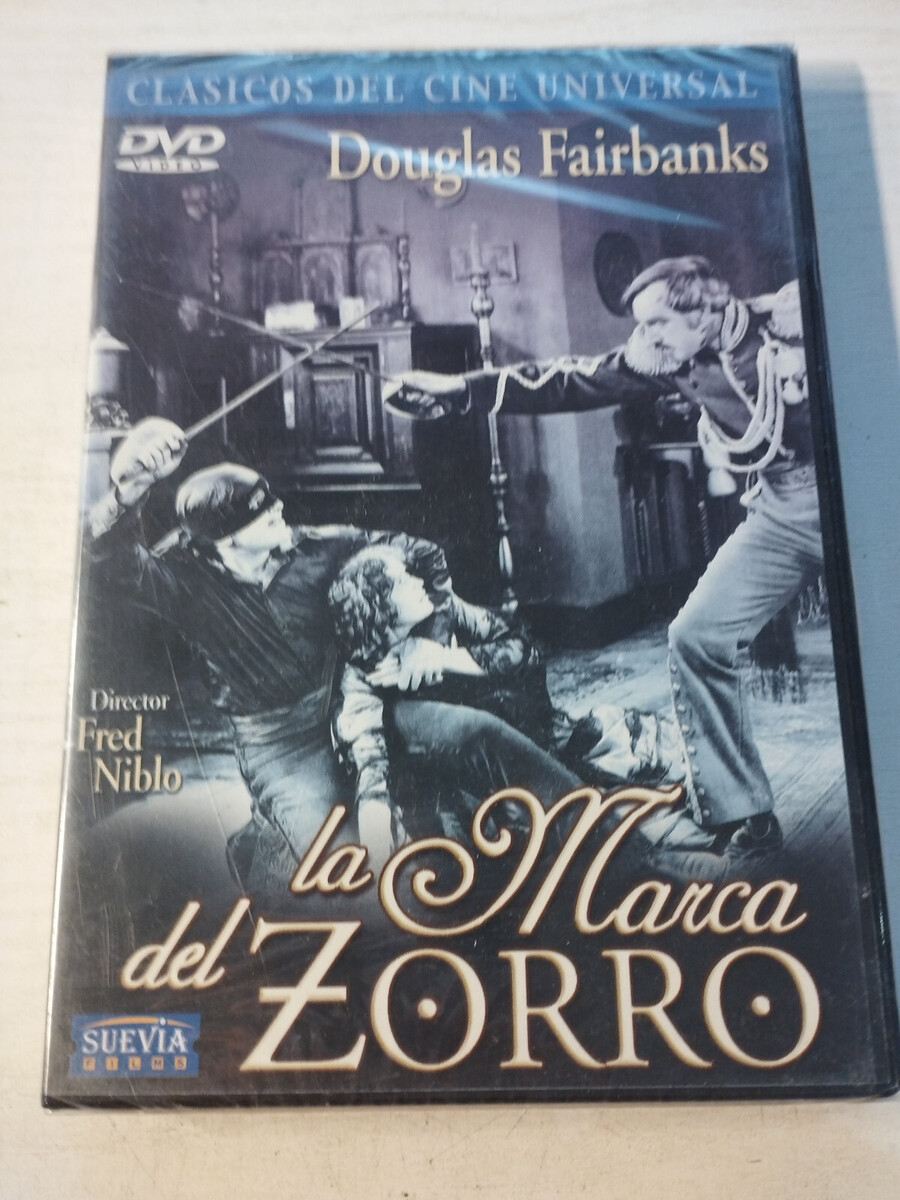 CLASICOS DEL CINE UNIVERSAL
DVD
VIDEO
Douglas Fairbanks
Director
Fred
Niblo
la Marca
del ZORRO
SUEVIA
FILMS